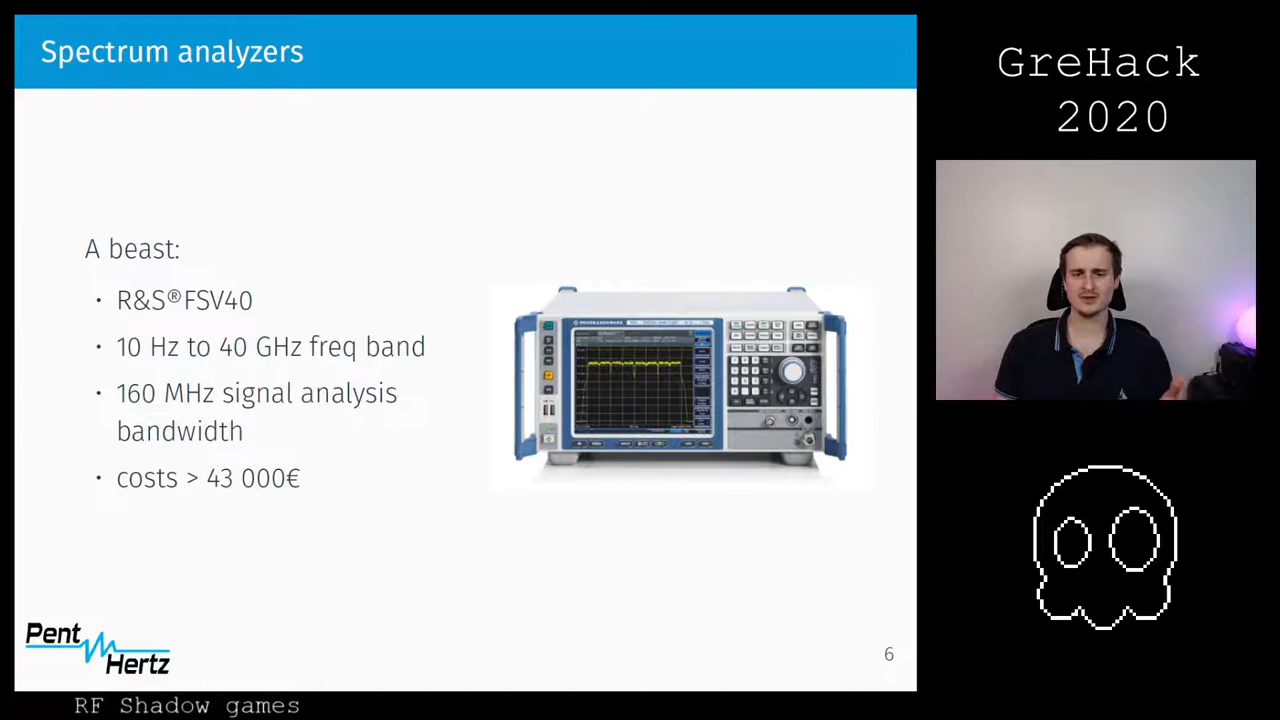 Spectrum analyzers
A beast:
• R&S®FSV40
• 10 Hz to 40 GHz freq band
• 160 MHz signal analysis
bandwidth
• costs > 43 000€
Pent
Hertz
6
RF Shadow games
GreHack
2020